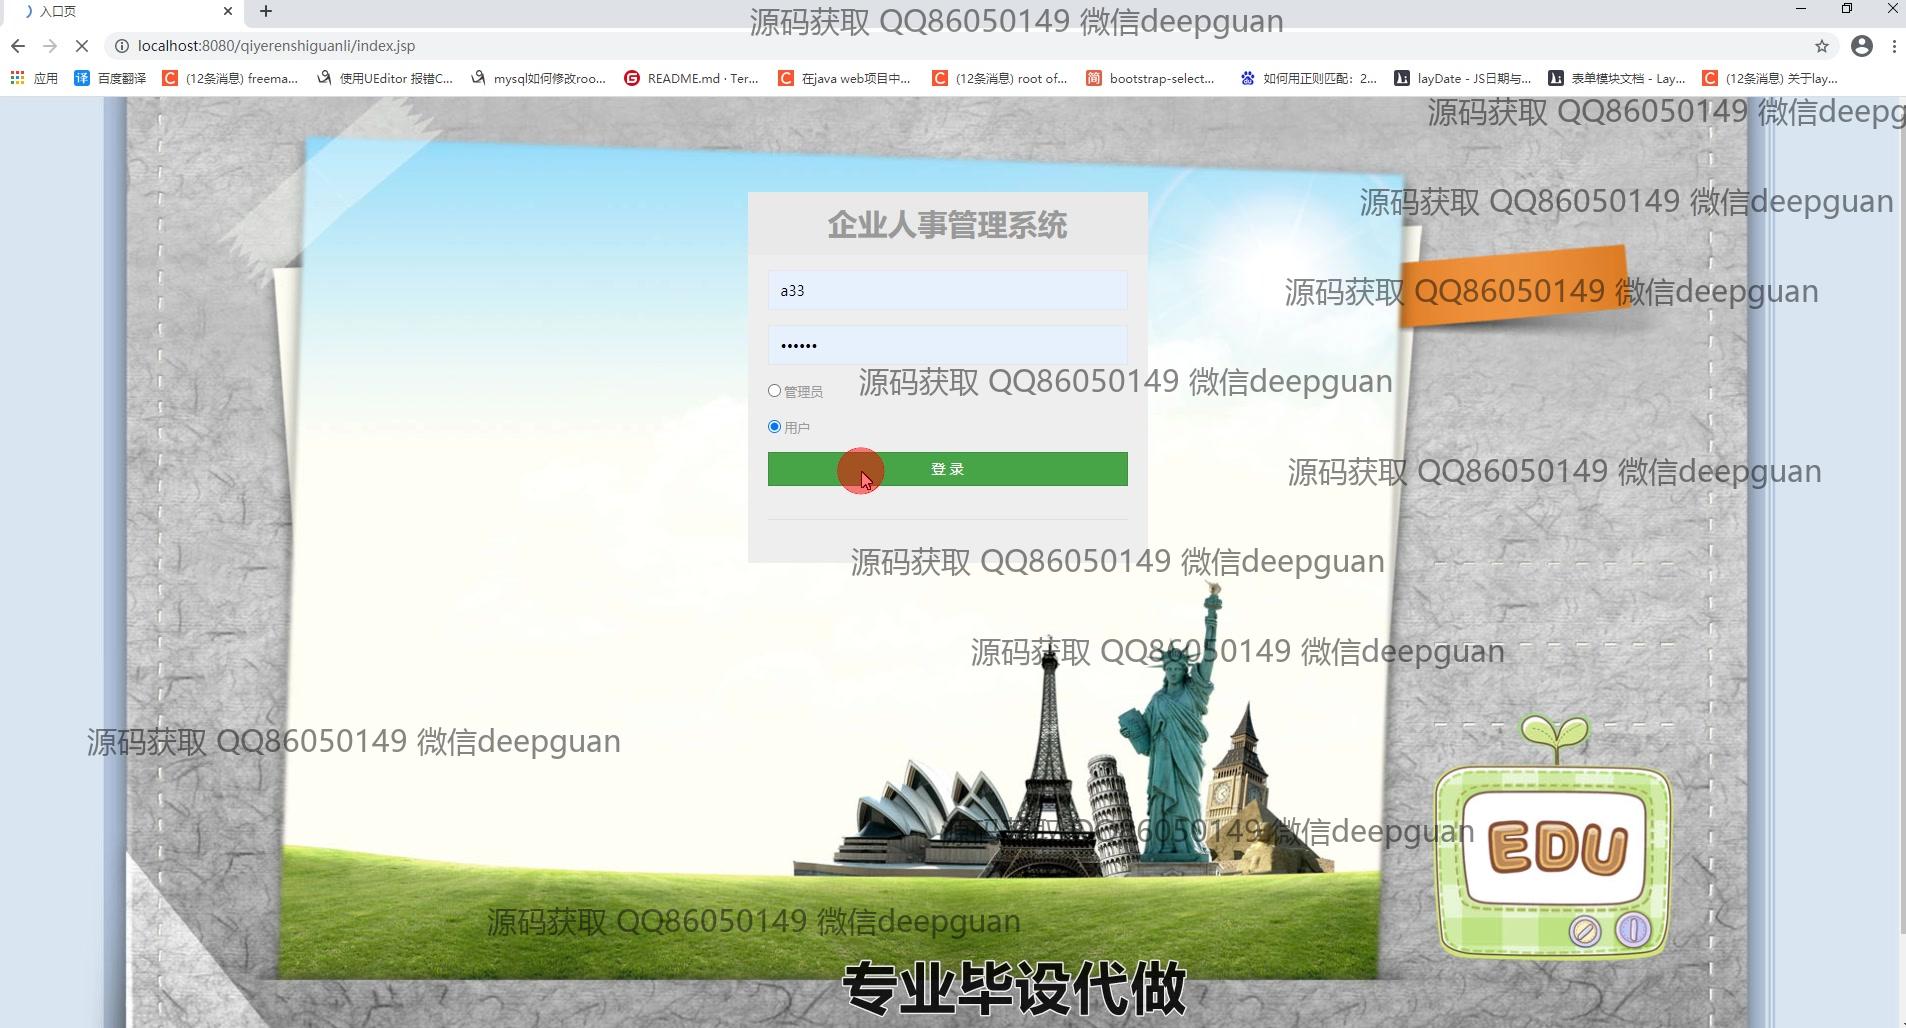 入口页
源码获取 QQ86050149 微信deepguan
localhost:8080/qiyerenshiguanli/index.jsp
应用
译 百度翻译
C (12条消息) freema...
使用UEditor 报错C...
mysql如何修改roo...
README.md · Ter...
C 在java web项目中...
C (12条消息) root of...
简 bootstrap-select...
如何用正则匹配：2...
layDate - JS日期与...
表单模块文档 - Lay...
C (12条消息) 关于lay...
源码获取 QQ86050149 微信deepg
源码获取 QQ86050149 微信deepguan
企业人事管理系统
a33
源码获取 QQ86050149 微信deepguan
管理员
源码获取 QQ86050149 微信deepguan
用户
登 录
源码获取 QQ86050149 微信deepguan
源码获取 QQ86050149 微信deepguan
源码获取 QQ86050149 微信deepguan
源码获取 QQ86050149 微信deepguan
源码获取 QQ86050149 微信deepguan
EDU
源码获取 QQ86050149 微信deepguan
专业毕设代做